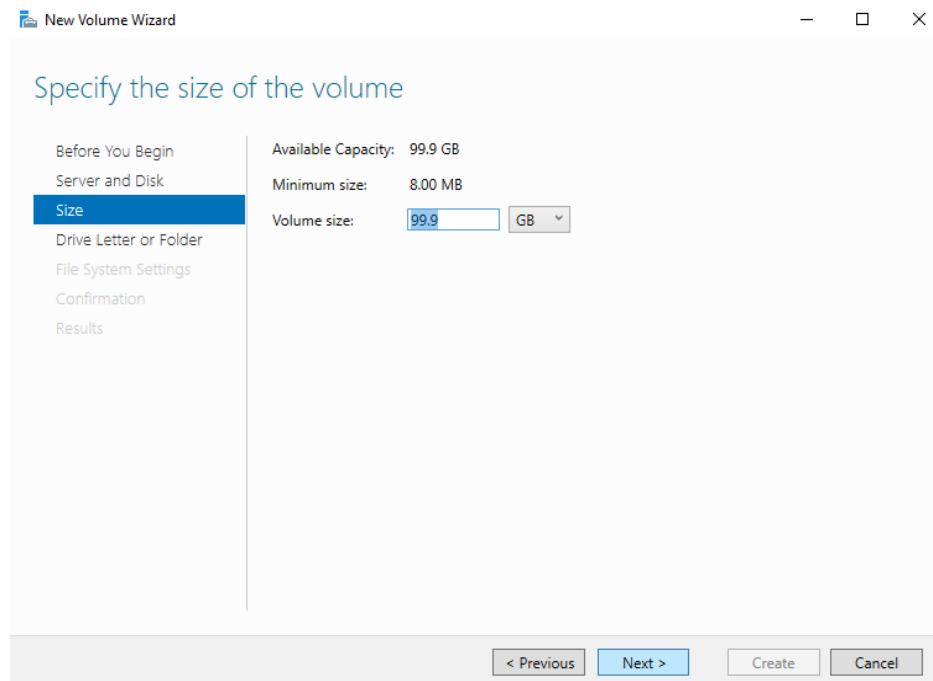 New Volume Wizard
Specify the size of the volume
Before You Begin
Server and Disk
Size
Drive Letter or Folder
File System Settings
Confirmation
Results
Available Capacity: 99.9 GB
Minimum size: 8.00 MB
Volume size: 99.9 GB
< Previous Next > Create Cancel